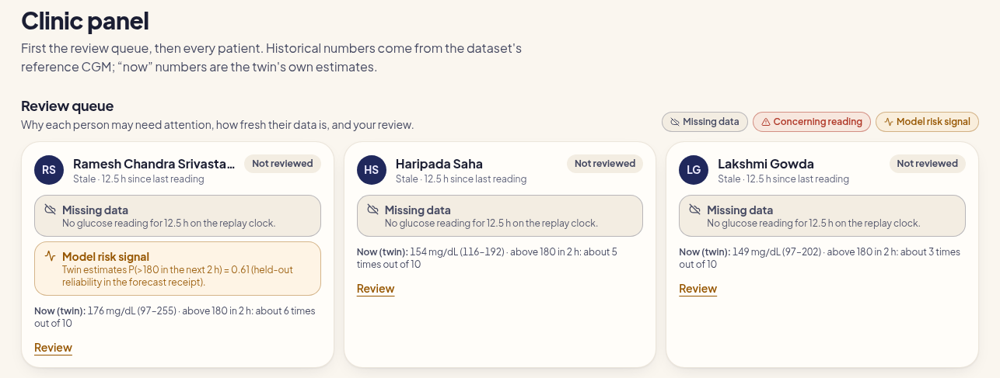 Clinic panel
First the review queue, then every patient. Historical numbers come from the dataset's
reference CGM; “now” numbers are the twin's own estimates.
Review queue
Why each person may need attention, how fresh their data is, and your review.
Missing data
Concerning reading
Model risk signal
RS
Ramesh Chandra Srivasta...
Not reviewed
Stale · 12.5 h since last reading
Missing data
No glucose reading for 12.5 h on the replay clock.
Model risk signal
Twin estimates P(>180 in the next 2 h) = 0.61 (held-out
reliability in the forecast receipt).
Now (twin): 176 mg/dL (97–255) · above 180 in 2 h: about 6 times
out of 10
Review
HS
Haripada Saha
Not reviewed
Stale · 12.5 h since last reading
Missing data
No glucose reading for 12.5 h on the replay clock.
Now (twin): 154 mg/dL (116–192) · above 180 in 2 h: about 5
times out of 10
Review
LG
Lakshmi Gowda
Not reviewed
Stale · 12.5 h since last reading
Missing data
No glucose reading for 12.5 h on the replay clock.
Now (twin): 149 mg/dL (97–202) · above 180 in 2 h: about 3 times
out of 10
Review